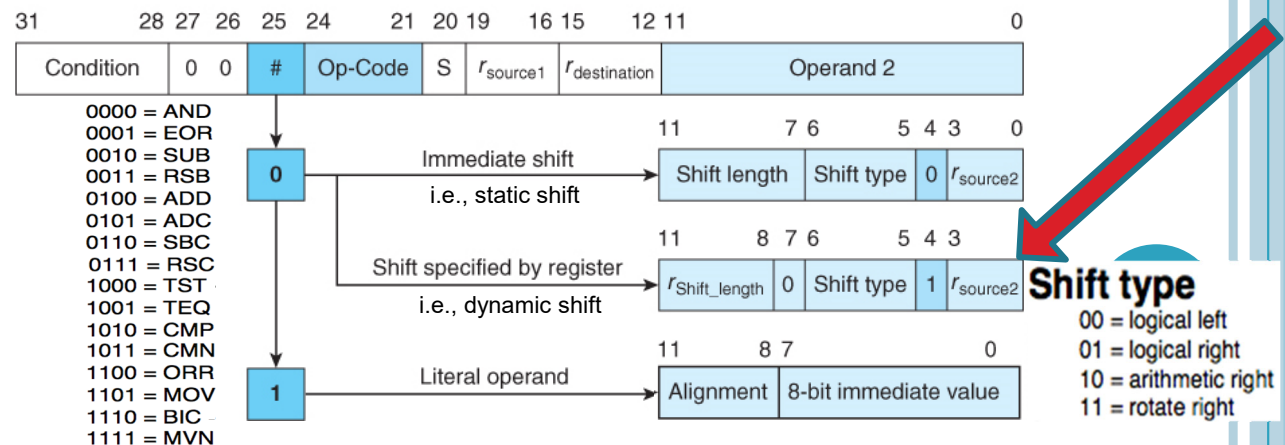 31 28 27 26 25 24 21 20 19 16 15 12 11 0
Condition 0 0 # Op-Code S rsource1 rdestination Operand 2
0000 = AND
0001 = EOR
0010 = SUB
0011 = RSB
0100 = ADD
0101 = ADC
0110 = SBC
0111 = RSC
1000 = TST
1001 = TEQ
1010 = CMP
1011 = CMN
1100 = ORR
1101 = MOV
1110 = BIC
1111 = MVN
11 7 6 5 4 3 0
0 Immediate shift Shift length Shift type 0 rsource2
i.e., static shift
11 8 7 6 5 4 3
Shift specified by register rShift_length 0 Shift type 1 rsource2
i.e., dynamic shift
11 8 7 0
1 Literal operand Alignment 8-bit immediate value
Shift type
00 = logical left
01 = logical right
10 = arithmetic right
11 = rotate right